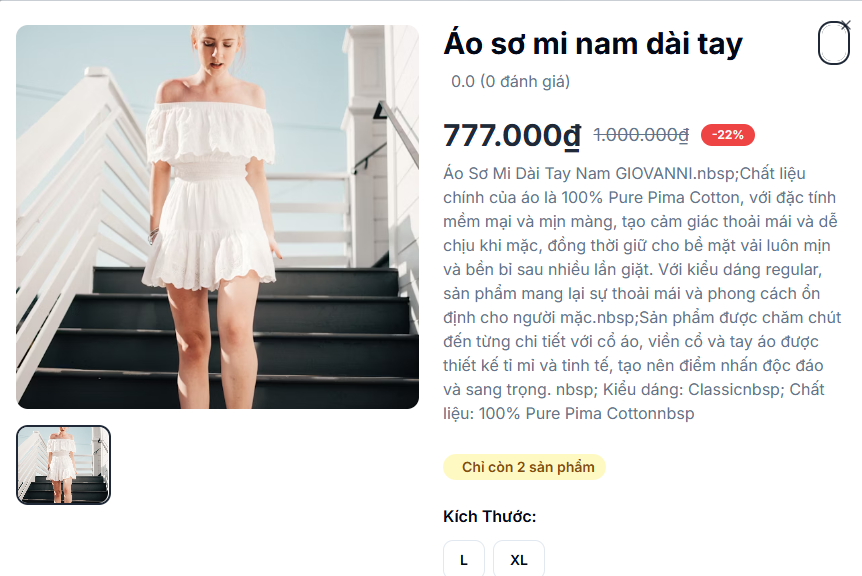 Áo sơ mi nam dài tay
0.0 (0 đánh giá)
777.000₫ 1.000.000₫ -22%
Áo Sơ Mi Dài Tay Nam GIOVANNI.nbsp;Chất liệu
chính của áo là 100% Pure Pima Cotton, với đặc tính
mềm mại và mịn màng, tạo cảm giác thoải mái và dễ
chịu khi mặc, đồng thời giữ cho bề mặt vải luôn mịn
và bền bỉ sau nhiều lần giặt. Với kiểu dáng regular,
sản phẩm mang lại sự thoải mái và phong cách ổn
định cho người mặc.nbsp;Sản phẩm được chăm chút
đến từng chi tiết với cổ áo, viền cổ và tay áo được
thiết kế tỉ mỉ và tinh tế, tạo nên điểm nhấn độc đáo
và sang trọng. nbsp; Kiểu dáng: Classicnbsp; Chất
liệu: 100% Pure Pima Cottonnbsp
Chỉ còn 2 sản phẩm
Kích Thước:
L XL